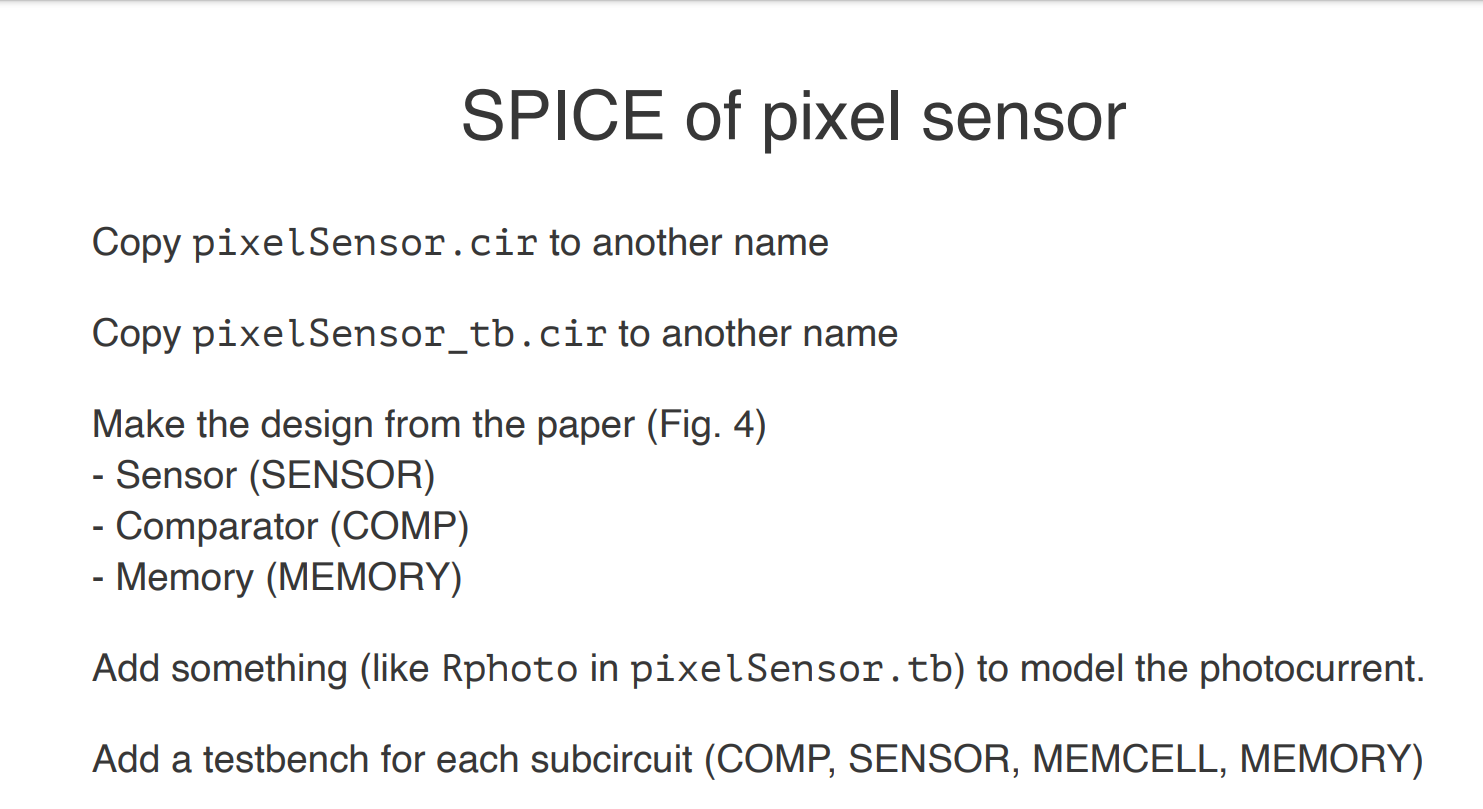 SPICE of pixel sensor
Copy pixelSensor.cir to another name
Copy pixelSensor_tb.cir to another name
Make the design from the paper (Fig. 4)
- Sensor (SENSOR)
- Comparator (COMP)
- Memory (MEMORY)
Add something (like Rphoto in pixelSensor.tb) to model the photocurrent.
Add a testbench for each subcircuit (COMP, SENSOR, MEMCELL, MEMORY)